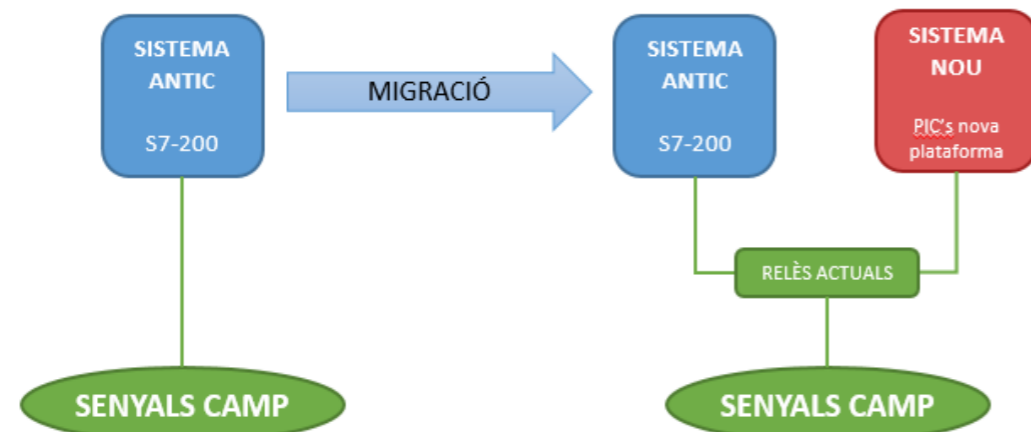 SISTEMA
ANTIC
S7-200
MIGRACIÓ
SISTEMA
ANTIC
S7-200
SISTEMA
NOU
PIC's nova
plataforma
RELÈS ACTUALS
SENYALS CAMP
SENYALS CAMP